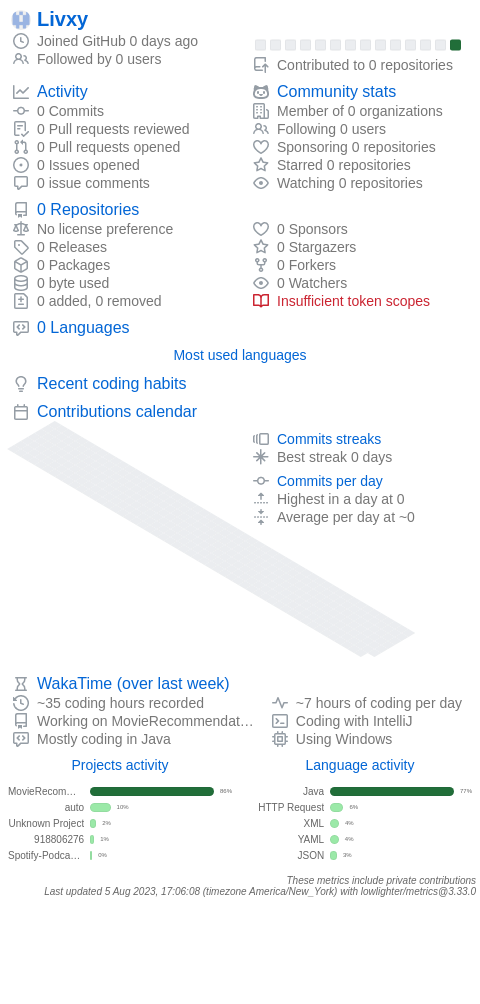 Livxy
Joined GitHub 0 days ago
Followed by 0 users
Contributed to 0 repositories
Activity
0 Commits
0 Pull requests reviewed
0 Pull requests opened
0 Issues opened
0 issue comments
Community stats
Member of 0 organizations
Following 0 users
Sponsoring 0 repositories
Starred 0 repositories
Watching 0 repositories
0 Repositories
No license preference
0 Releases
0 Packages
0 byte used
0 added, 0 removed
0 Sponsors
0 Stargazers
0 Forkers
0 Watchers
Insufficient token scopes
0 Languages
Most used languages
Recent coding habits
Contributions calendar
Commits streaks
Best streak 0 days
Commits per day
Highest in a day at 0
Average per day at ~0
WakaTime (over last week)
~35 coding hours recorded
Working on MovieRecommendat…
Mostly coding in Java
~7 hours of coding per day
Coding with IntelliJ
Using Windows
Projects activity
MovieRecom… 86%
auto 10%
Unknown Project 2%
918806276 1%
Spotify-Podca… 0%
Language activity
Java 77%
HTTP Request 6%
XML 4%
YAML 4%
JSON 3%
These metrics include private contributions
Last updated 5 Aug 2023, 17:06:08 (timezone America/New_York) with lowlighter/metrics@3.33.0